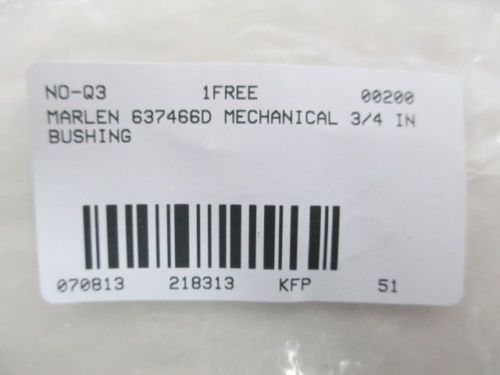 NO-Q3 1FREE 00200
MARLEN 637466D MECHANICAL 3/4 IN
BUSHING
070813 218313 KFP 51